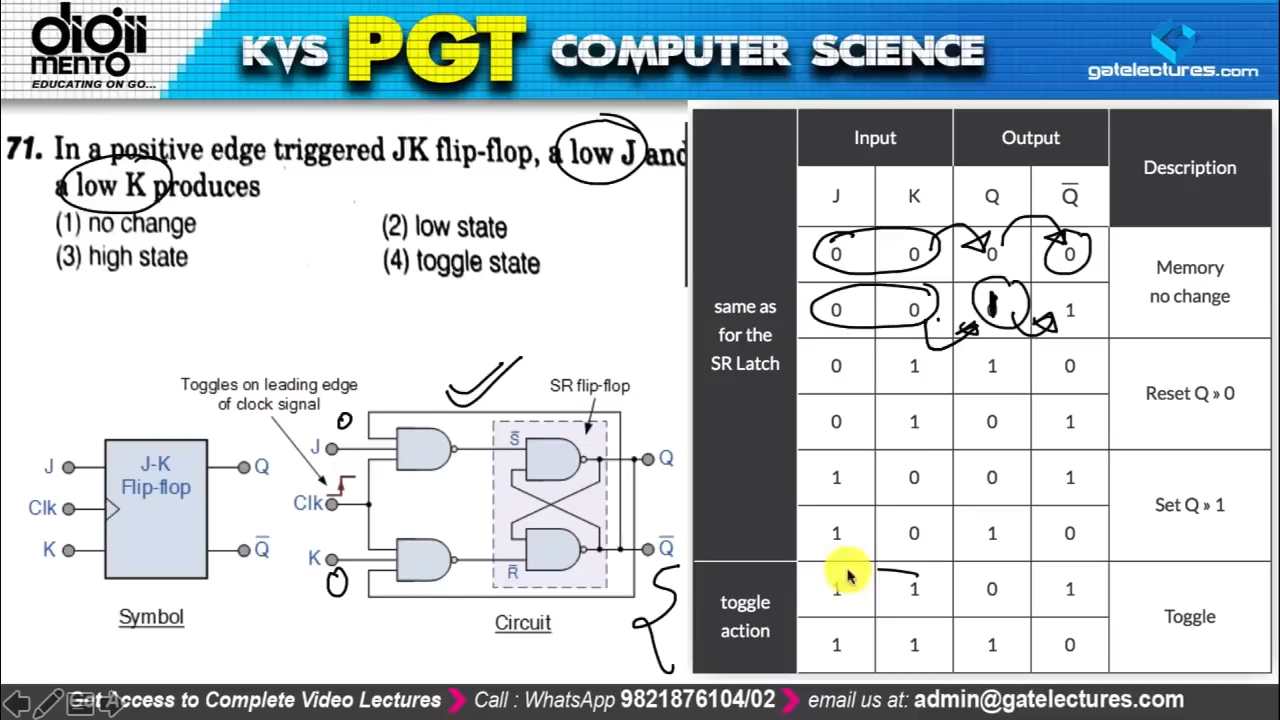 digii
MENTO
EDUCATING ON GO...
KVS PGT COMPUTER SCIENCE
gatelectures.com
71. In a positive edge triggered JK flip-flop, a low J and
a low K produces
(1) no change (2) low state
(3) high state (4) toggle state
Toggles on leading edge
of clock signal
SR flip-flop
J
Clk
K
J-K
Flip-flop
Q
Q̅
Symbol
0
J
Clk
K
0
S̅
R̅
Q
Q̅
Circuit
Input Output Description
J K Q Q̅
same as
for the
SR Latch
0 0 0 0
Memory
no change
0 0 1 1
0 1 1 0
Reset Q » 0
0 1 0 1
1 0 0 1
Set Q » 1
1 0 1 0
toggle
action
1 1 0 1
Toggle
1 1 1 0
Get Access to Complete Video Lectures Call : WhatsApp 9821876104/02 email us at: admin@gatelectures.com